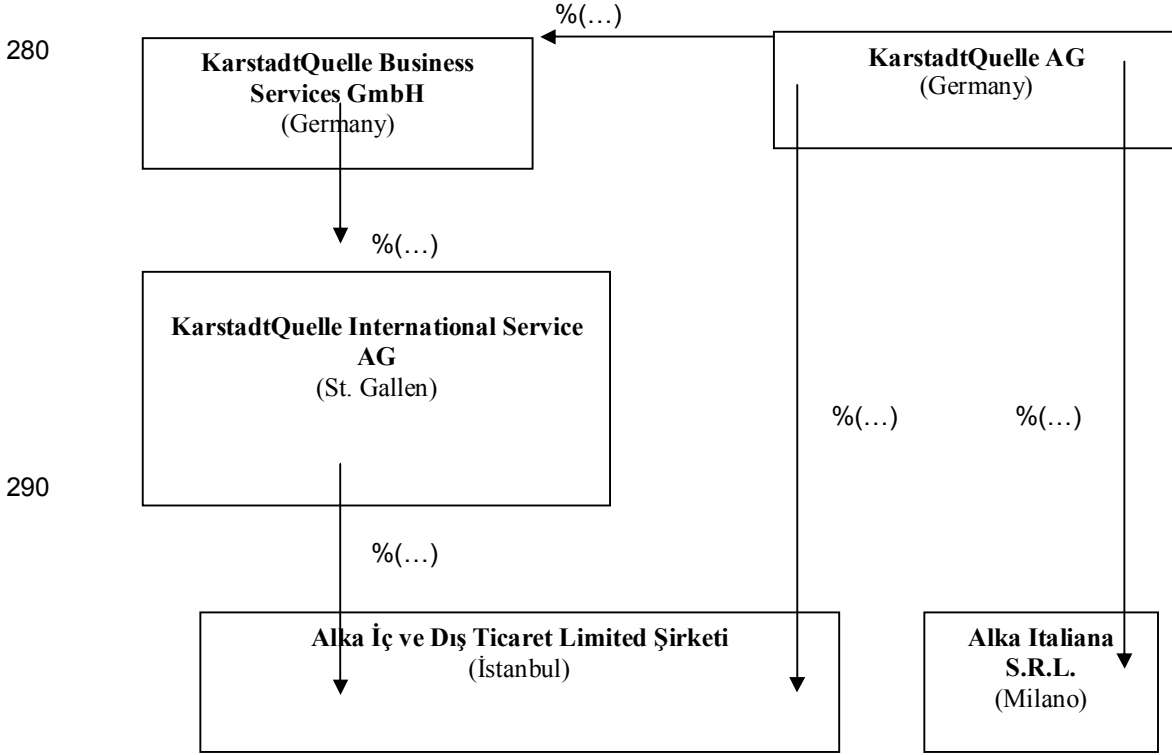 %(…)
280
KarstadtQuelle Business
Services GmbH
(Germany)
KarstadtQuelle AG
(Germany)
%(…)
KarstadtQuelle International Service
AG
(St. Gallen)
%(…)
%(…)
290
%(…)
Alka İç ve Dış Ticaret Limited Şirketi
(İstanbul)
Alka Italiana
S.R.L.
(Milano)